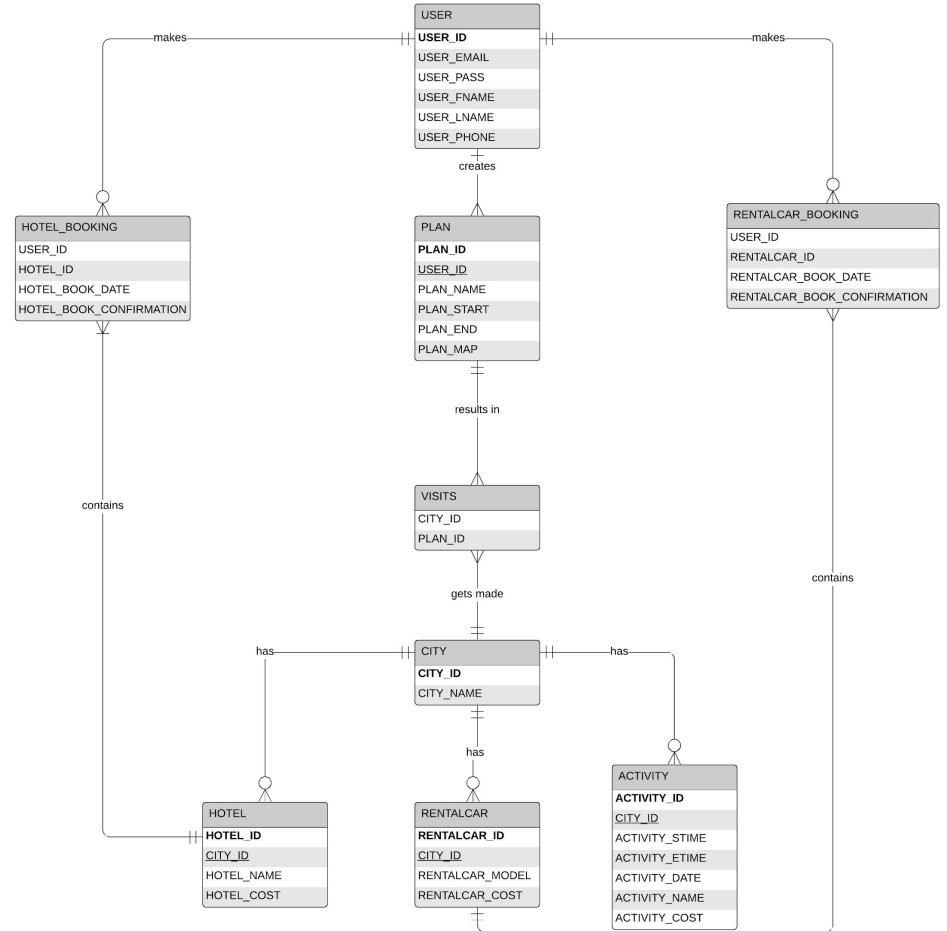 USER
USER_ID
USER_EMAIL
USER_PASS
USER_FNAME
USER_LNAME
USER_PHONE
makes
makes
creates
HOTEL_BOOKING
USER_ID
HOTEL_ID
HOTEL_BOOK_DATE
HOTEL_BOOK_CONFIRMATION
PLAN
PLAN_ID
USER_ID
PLAN_NAME
PLAN_START
PLAN_END
PLAN_MAP
RENTALCAR_BOOKING
USER_ID
RENTALCAR_ID
RENTALCAR_BOOK_DATE
RENTALCAR_BOOK_CONFIRMATION
results in
contains
VISITS
CITY_ID
PLAN_ID
contains
gets made
has
CITY
CITY_ID
CITY_NAME
has
has
HOTEL
HOTEL_ID
CITY_ID
HOTEL_NAME
HOTEL_COST
RENTALCAR
RENTALCAR_ID
CITY_ID
RENTALCAR_MODEL
RENTALCAR_COST
ACTIVITY
ACTIVITY_ID
CITY_ID
ACTIVITY_STIME
ACTIVITY_ETIME
ACTIVITY_DATE
ACTIVITY_NAME
ACTIVITY_COST